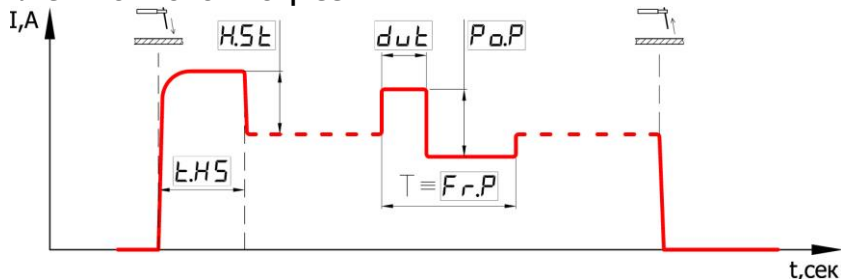 I,A
H.St
dut
Po.P
t.HS
T ≡ Fr.P
t,сек